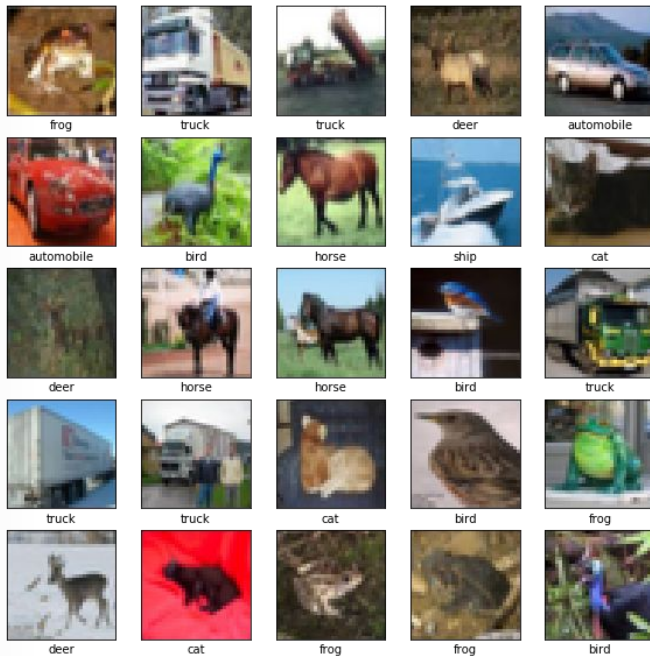 frog truck truck deer automobile
automobile bird horse ship cat
deer horse horse bird truck
truck truck cat bird frog
deer cat frog frog bird